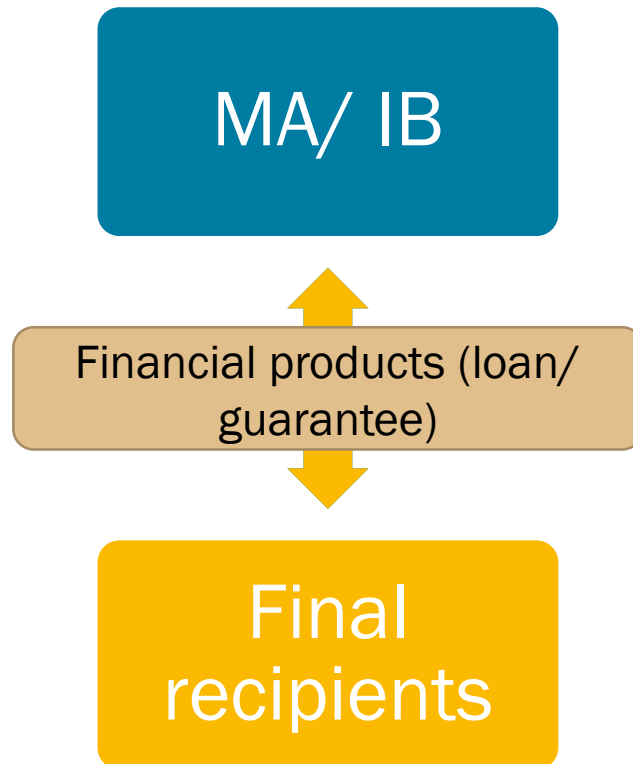 MA/ IB
Financial products (loan/
guarantee)
Final
recipients